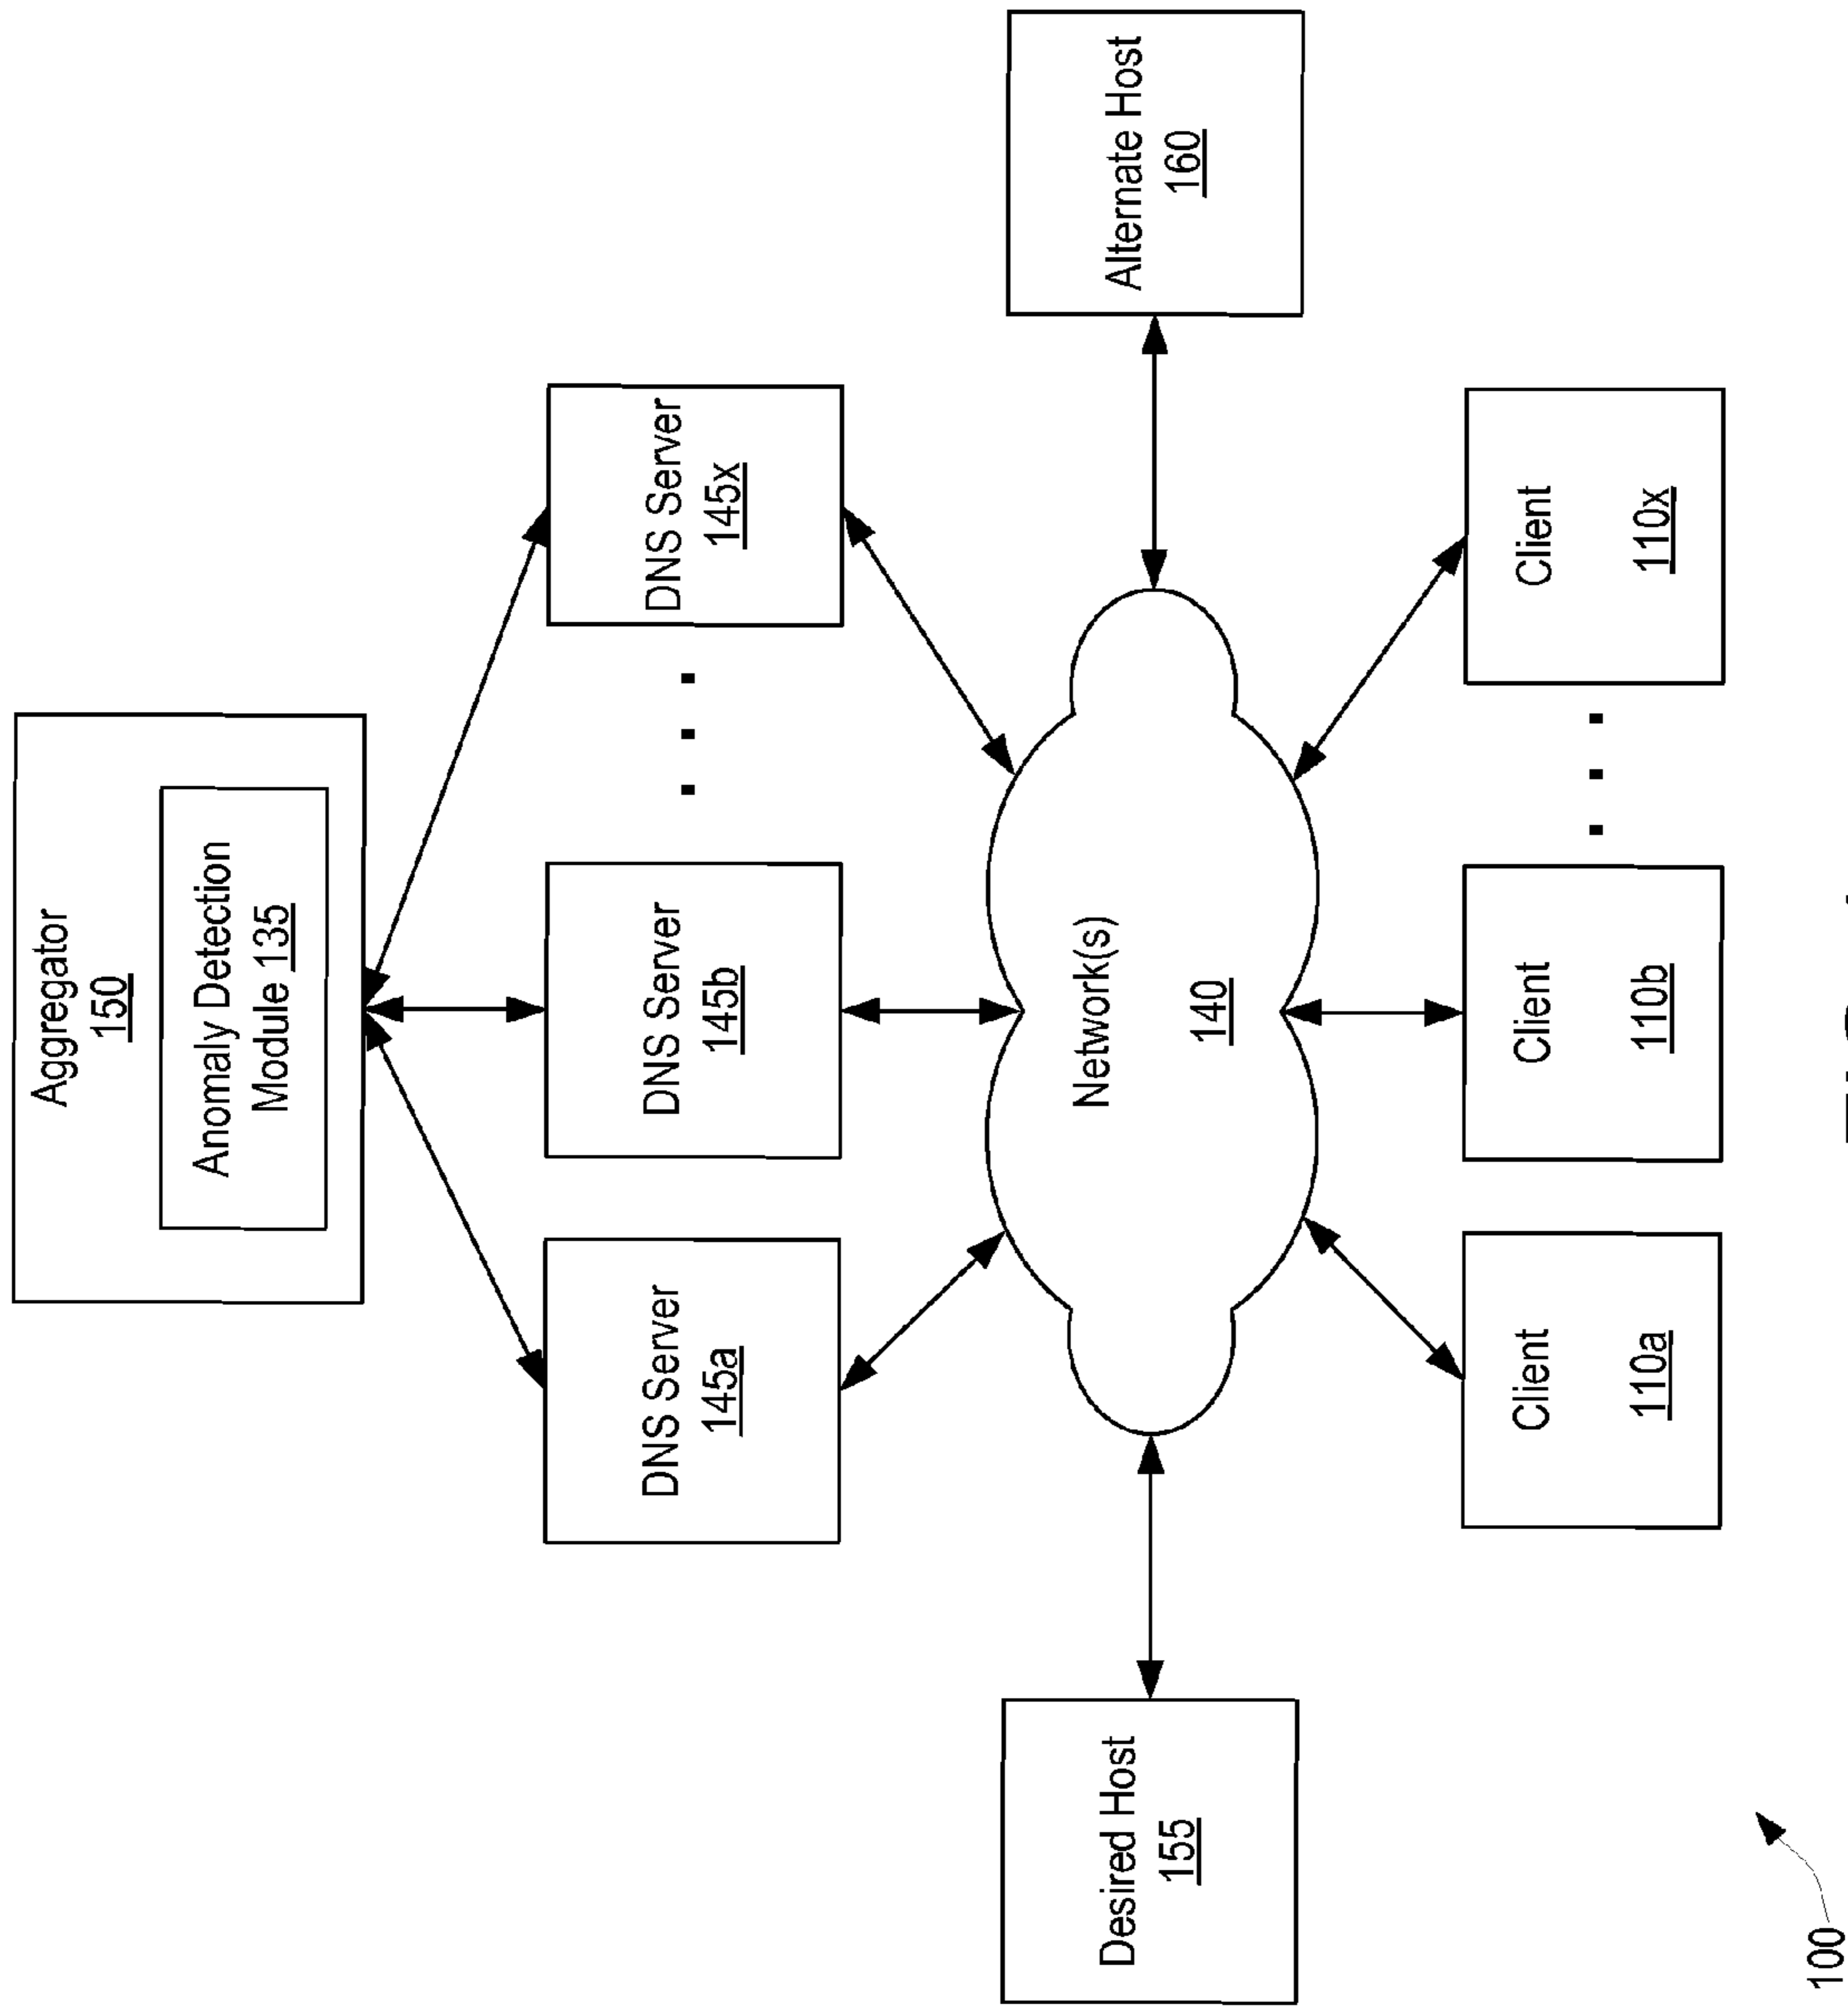 Aggregator
150
Anomaly Detection
Module 135
DNS Server
145a
DNS Server
145b
DNS Server
145x
Network(s)
140
Desired Host
155
Alternate Host
160
Client
110a
Client
110b
Client
110x
100